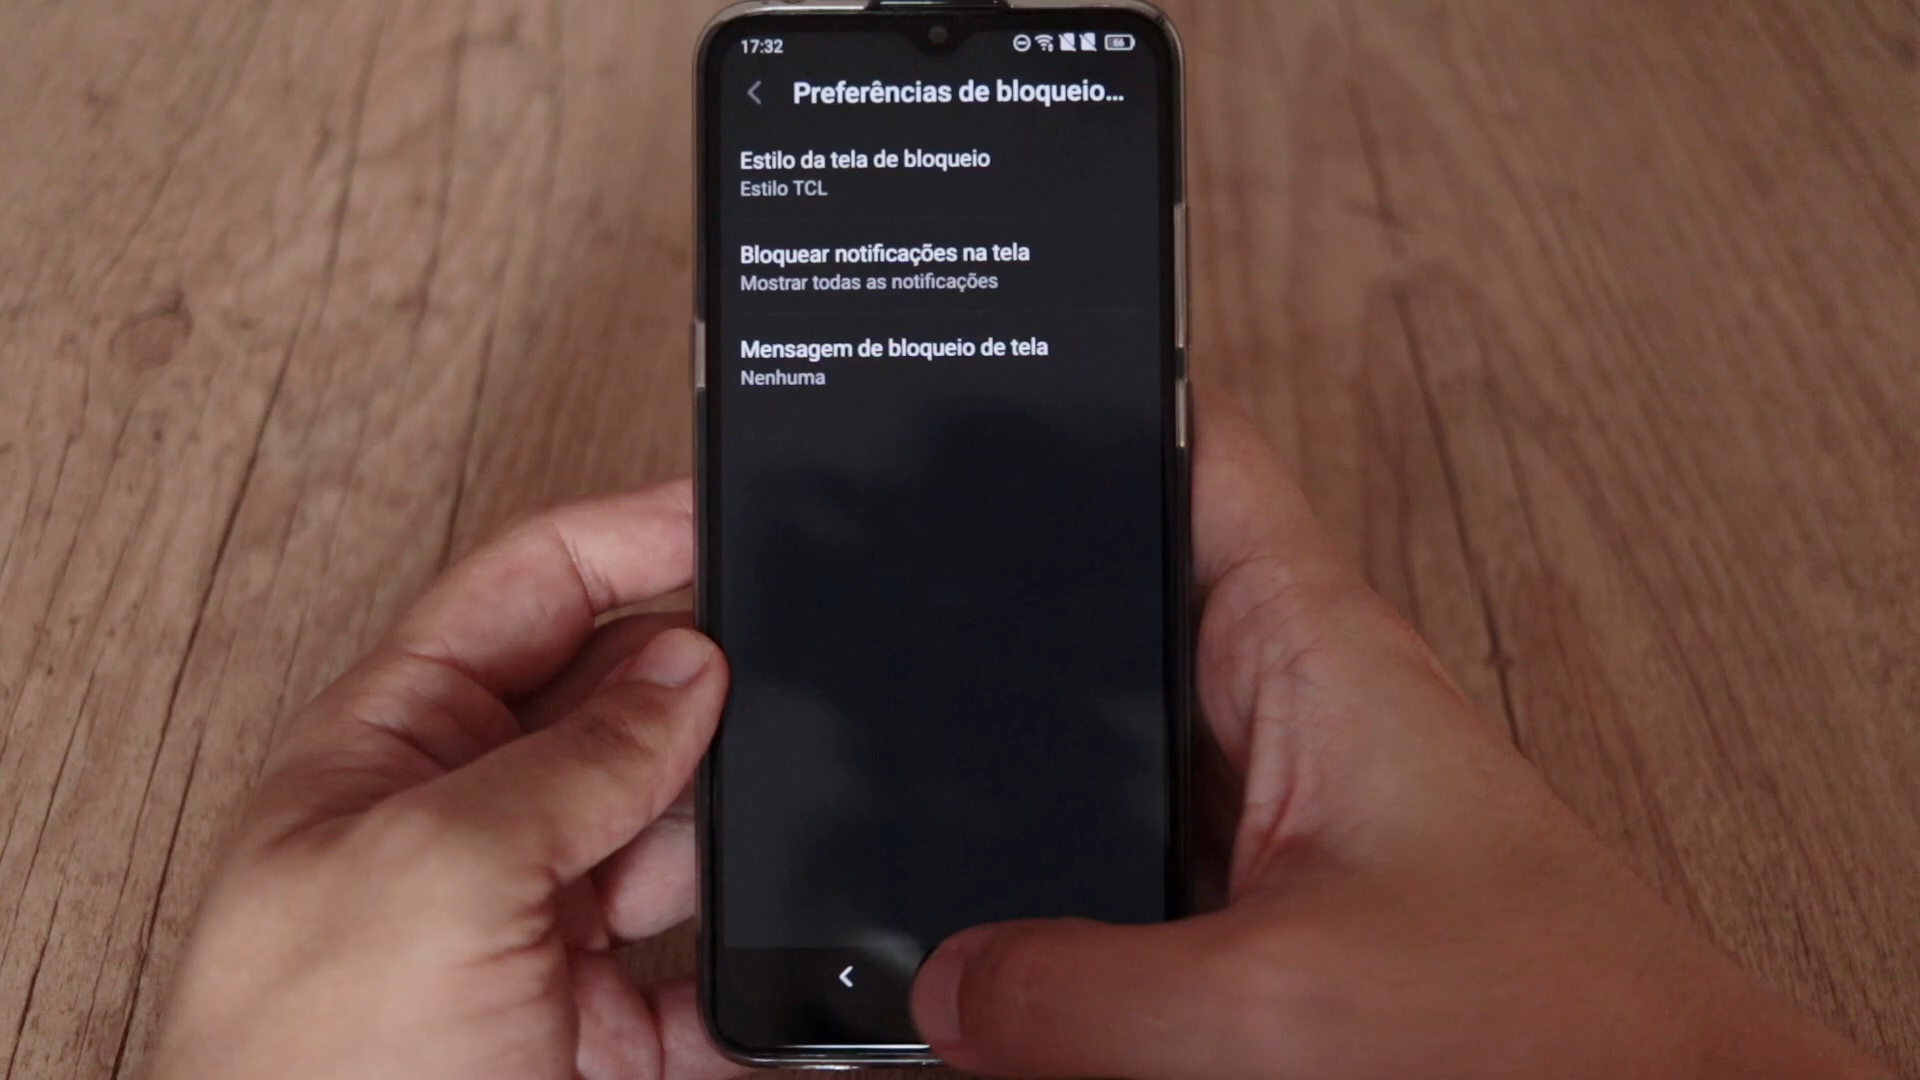 17:32
66
Preferências de bloqueio...
Estilo da tela de bloqueio
Estilo TCL
Bloquear notificações na tela
Mostrar todas as notificações
Mensagem de bloqueio de tela
Nenhuma